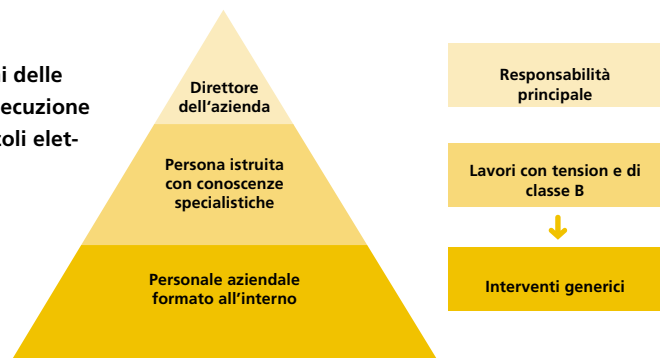 i delle
ecuzione
oli elet-
Direttore
dell'azienda
Persona istruita
con conoscenze
specialistiche
Personale aziendale
formato all'interno
Responsabilità
principale
Lavori con tension e di
classe B
Interventi generici